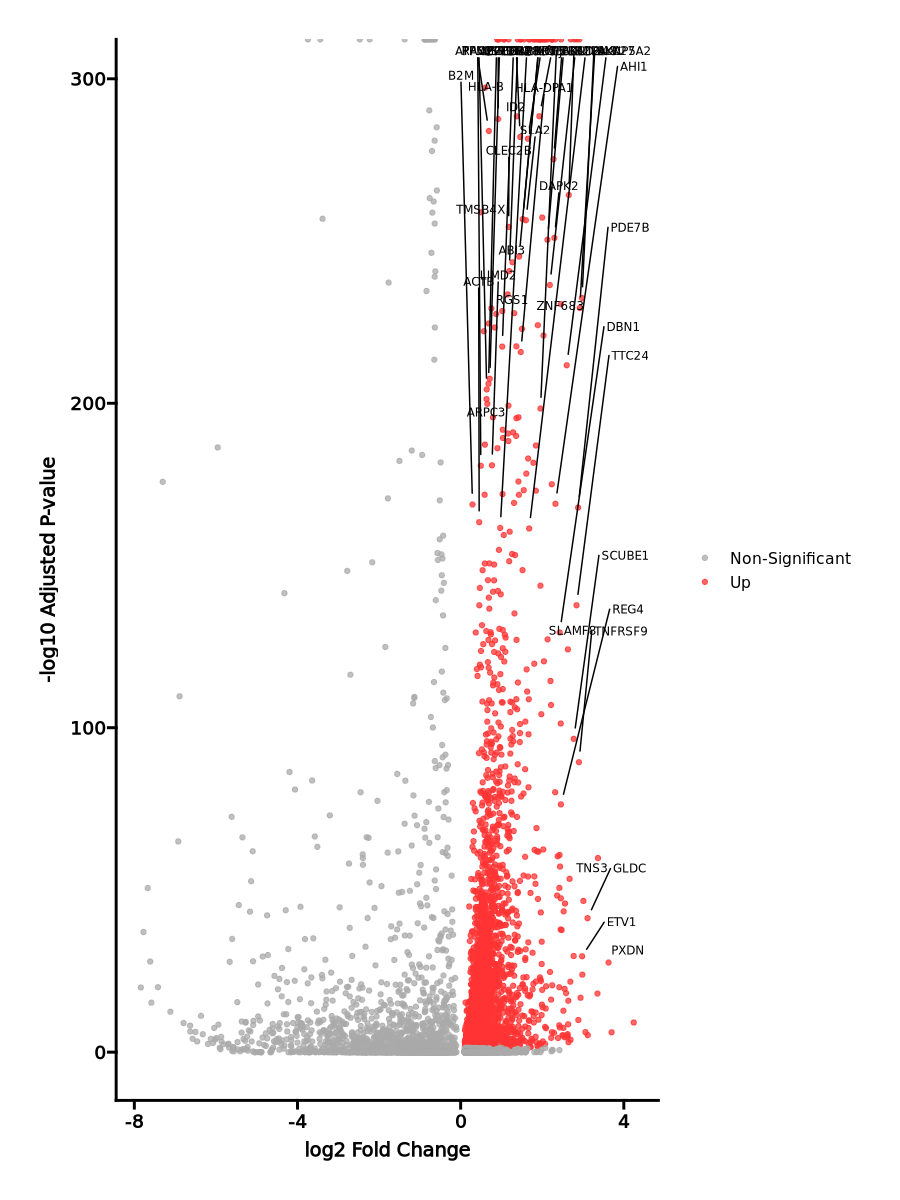 300
200
100
0
-8
-4
0
4
-log10 Adjusted P-value
log2 Fold Change
Non-Significant
Up
AHI1
B2M
HLA-B
HLA-DPA1
ID2
SLA2
CLEC2B
DAPK2
TMSB4X
PDE7B
ABI3
LIMD2
ACTB
RGS1
ZNF683
DBN1
TTC24
ARPC3
SCUBE1
REG4
SLAMF8
TNFRSF9
TNS3
GLDC
ETV1
PXDN